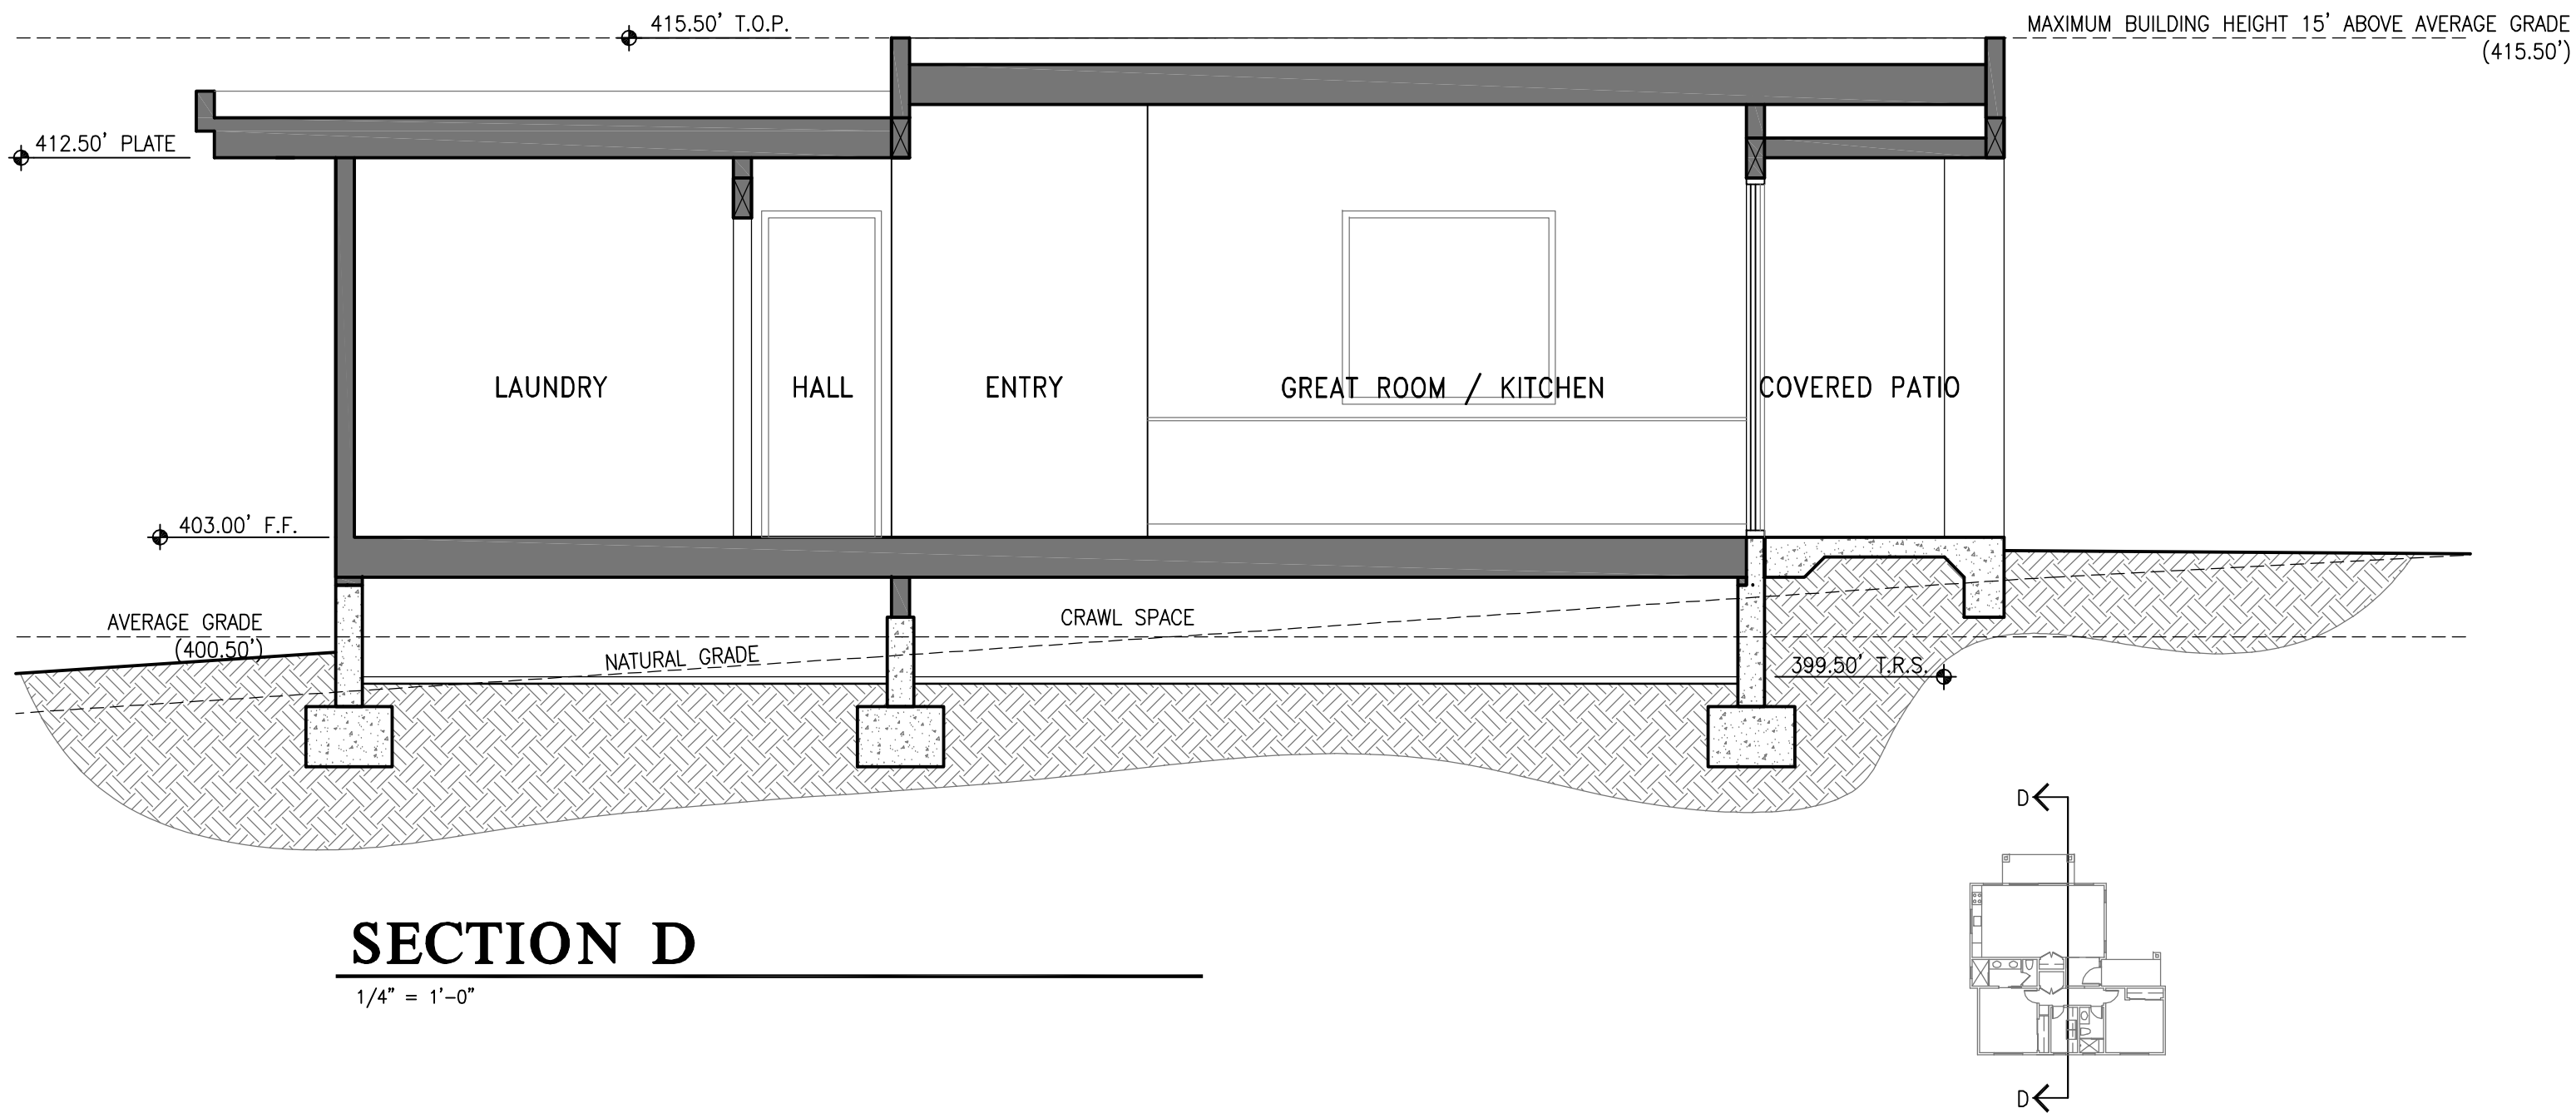 415.50' T.O.P.
MAXIMUM BUILDING HEIGHT 15' ABOVE AVERAGE GRADE
(415.50')
412.50' PLATE
LAUNDRY
HALL
ENTRY
GREAT ROOM / KITCHEN
COVERED PATIO
403.00' F.F.
AVERAGE GRADE
(400.50')
CRAWL SPACE
NATURAL GRADE
399.50' T.R.S.
D
SECTION D
1/4" = 1'-0"
D